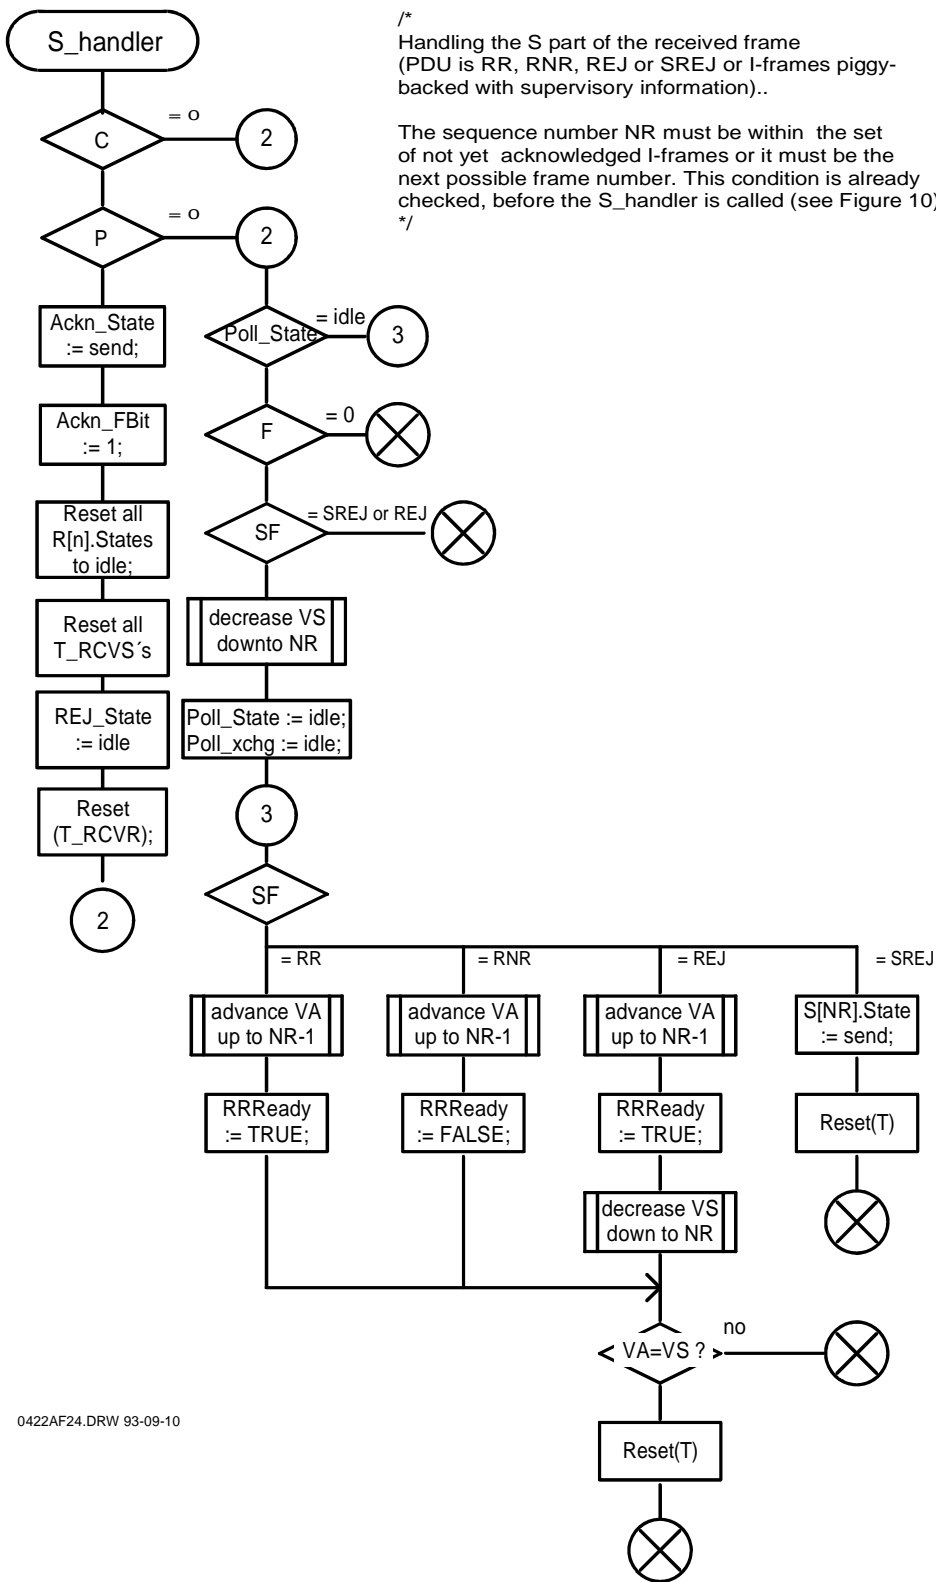 S_handler
/*
Handling the S part of the received frame
(PDU is RR, RNR, REJ or SREJ or I-frames piggy-
backed with supervisory information)..
The sequence number NR must be within the set
of not yet acknowledged I-frames or it must be the
next possible frame number. This condition is already
checked, before the S_handler is called (see Figure 10)
*/
C
= 0
2
P
= 0
2
Ackn_State
:= send;
Ackn_FBit
:= 1;
Reset all
R[n].States
to idle;
Reset all
T_RCVS´s
REJ_State
:= idle
Reset
(T_RCVR);
2
Poll_State
= idle
3
F
= 0
SF
= SREJ or REJ
decrease VS
downto NR
Poll_State := idle;
Poll_xchg := idle;
3
SF
= RR
= RNR
= REJ
= SREJ
advance VA
up to NR-1
advance VA
up to NR-1
advance VA
up to NR-1
S[NR].State
:= send;
RRReady
:= TRUE;
RRReady
:= FALSE;
RRReady
:= TRUE;
Reset(T)
decrease VS
down to NR
VA=VS ?
no
Reset(T)
0422AF24.DRW 93-09-10